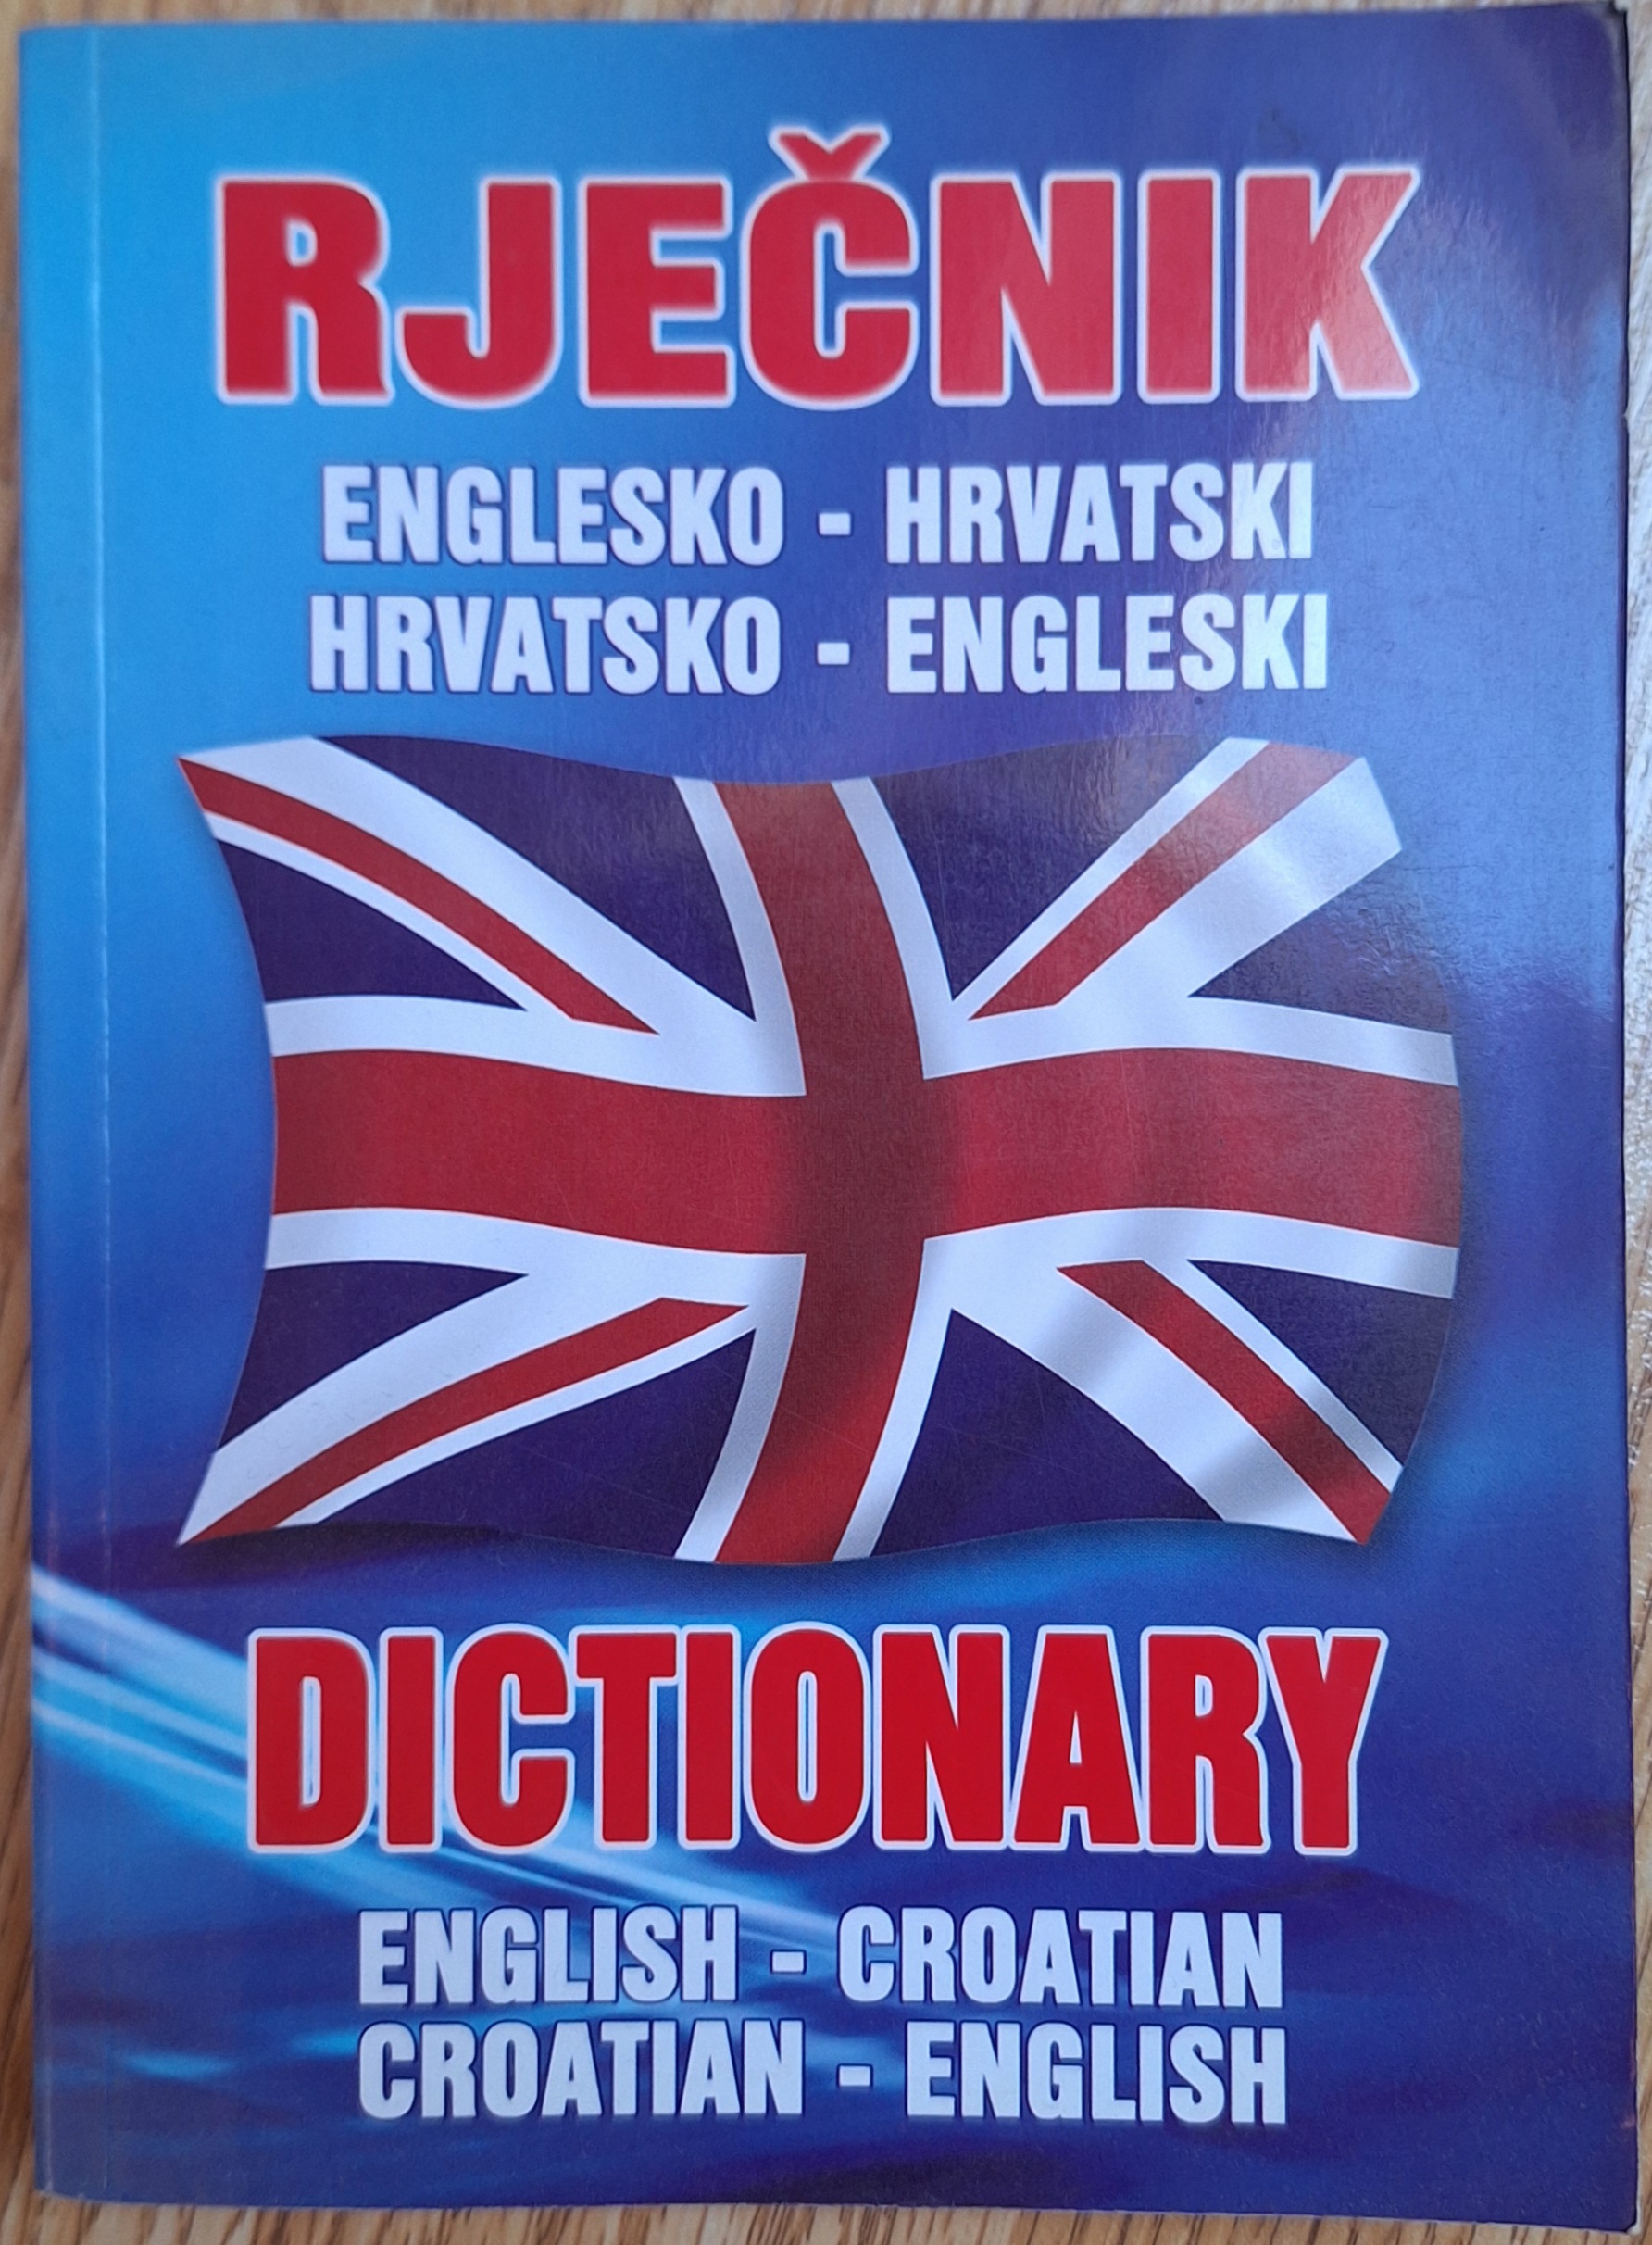 RJEČNIK
ENGLESKO - HRVATSKI
HRVATSKO - ENGLESKI
DICTIONARY
ENGLISH - CROATIAN
CROATIAN - ENGLISH